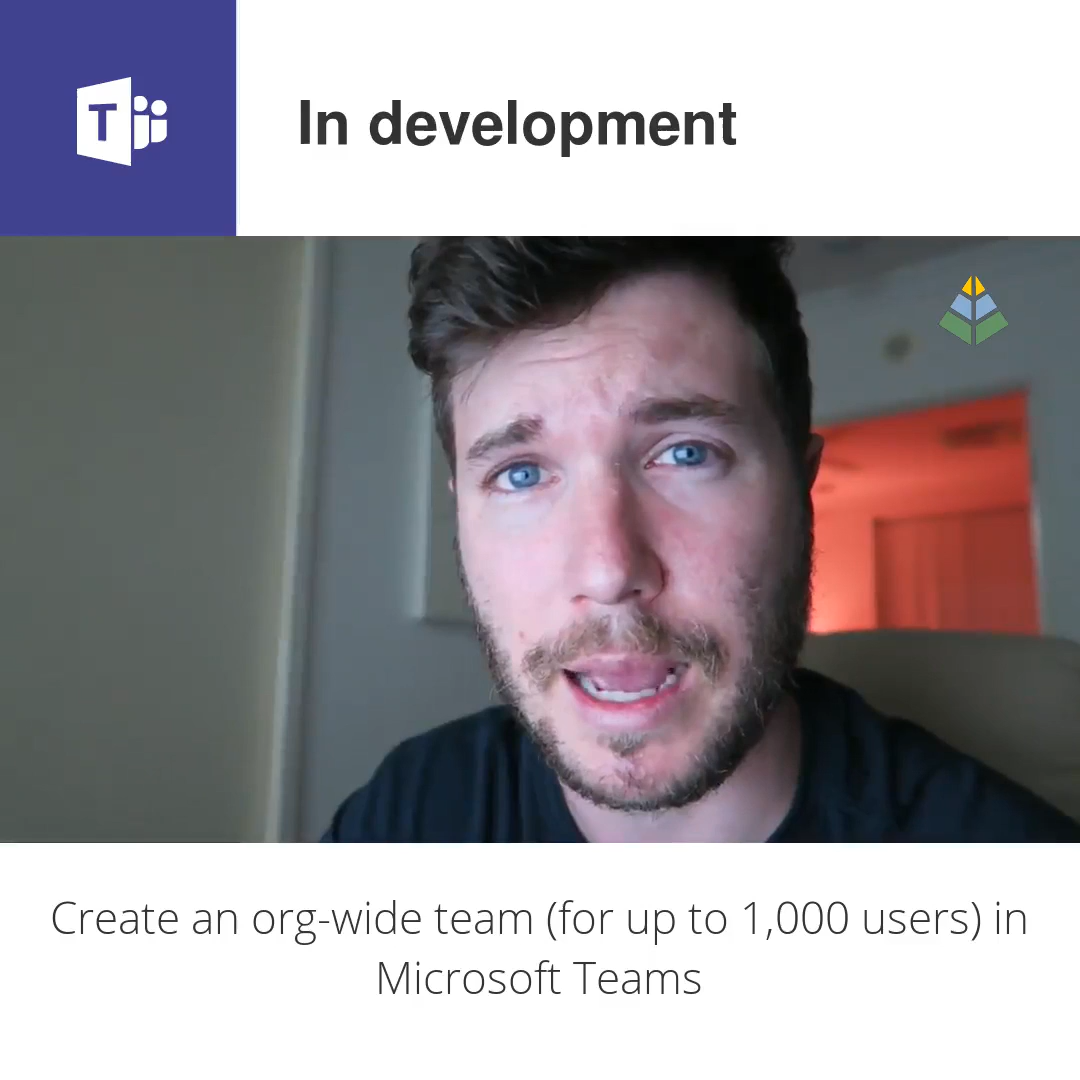 T
In development
Create an org-wide team (for up to 1,000 users) in
Microsoft Teams